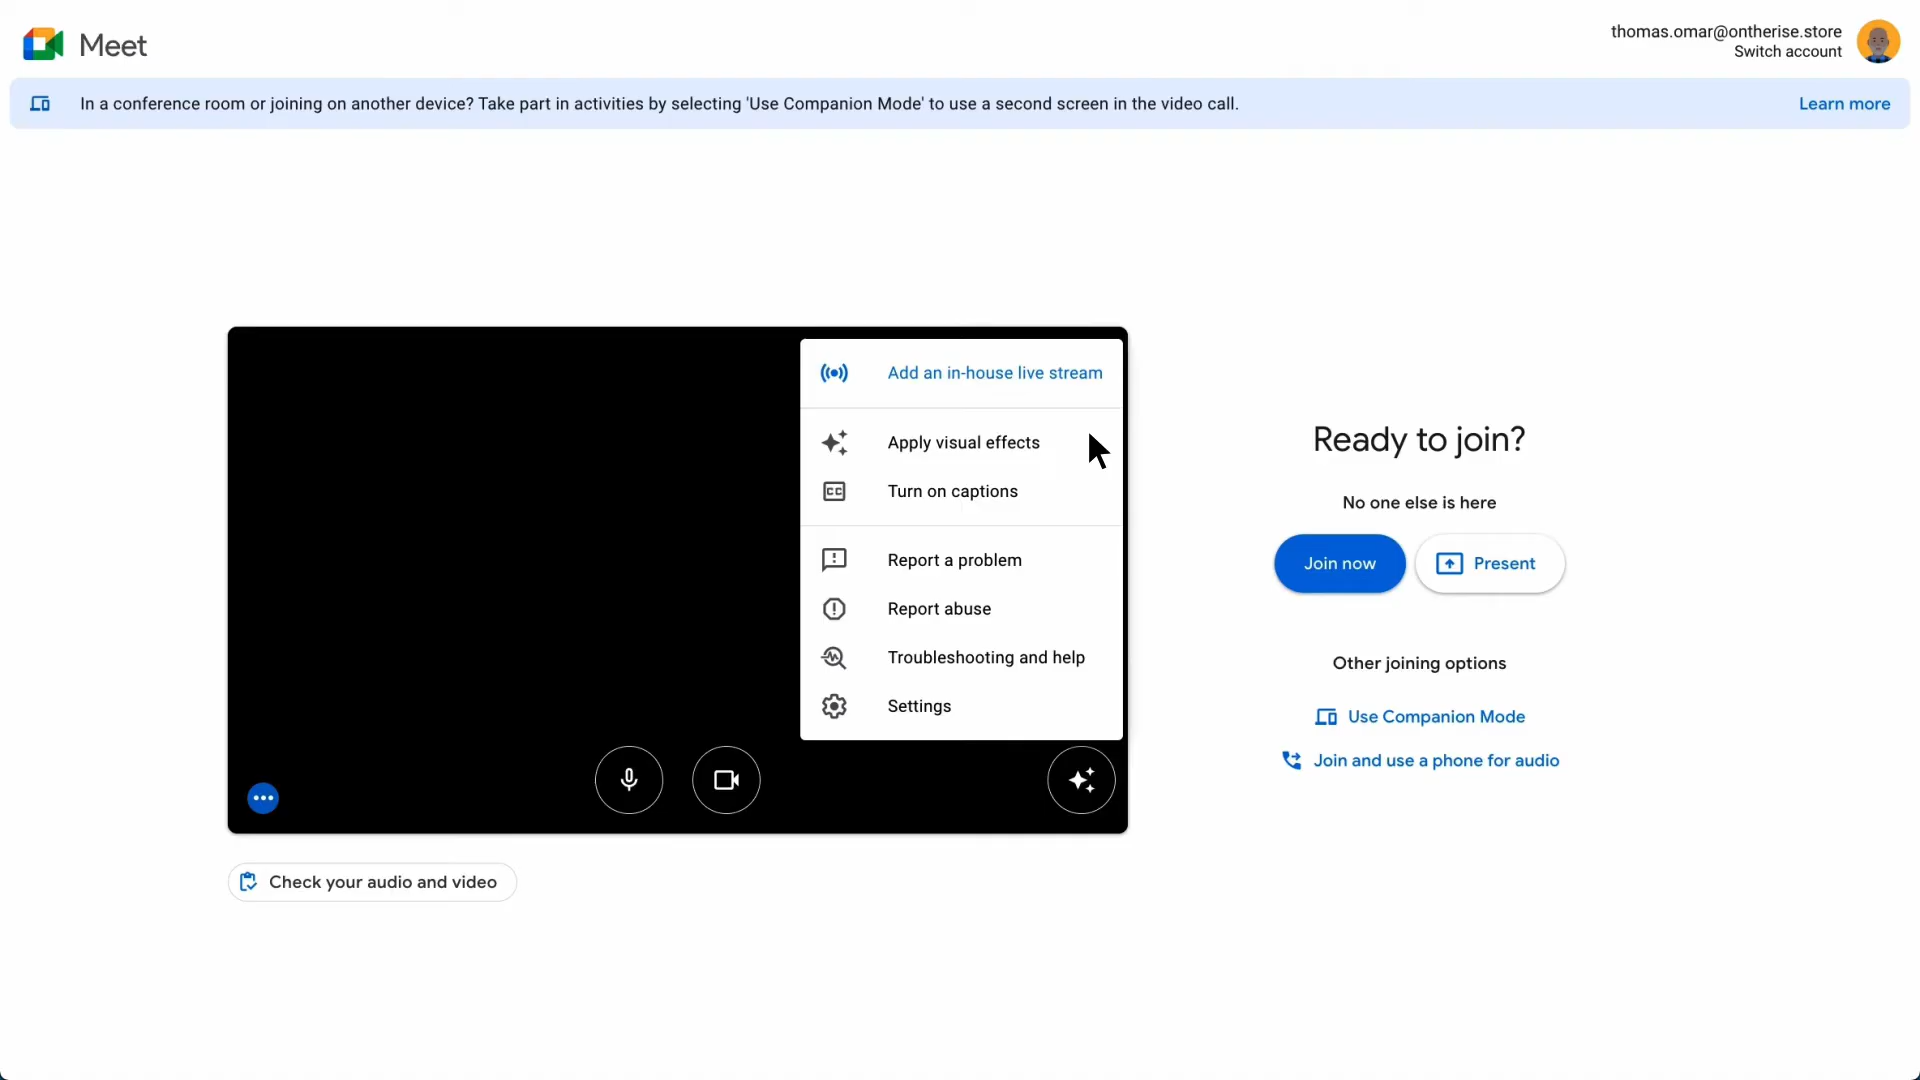 Meet
thomas.omar@ontherise.store
Switch account
In a conference room or joining on another device? Take part in activities by selecting 'Use Companion Mode' to use a second screen in the video call.
Learn more
Add an in-house live stream
Apply visual effects
CC Turn on captions
Report a problem
Report abuse
Troubleshooting and help
Settings
Check your audio and video
Ready to join?
No one else is here
Join now
Present
Other joining options
Use Companion Mode
Join and use a phone for audio